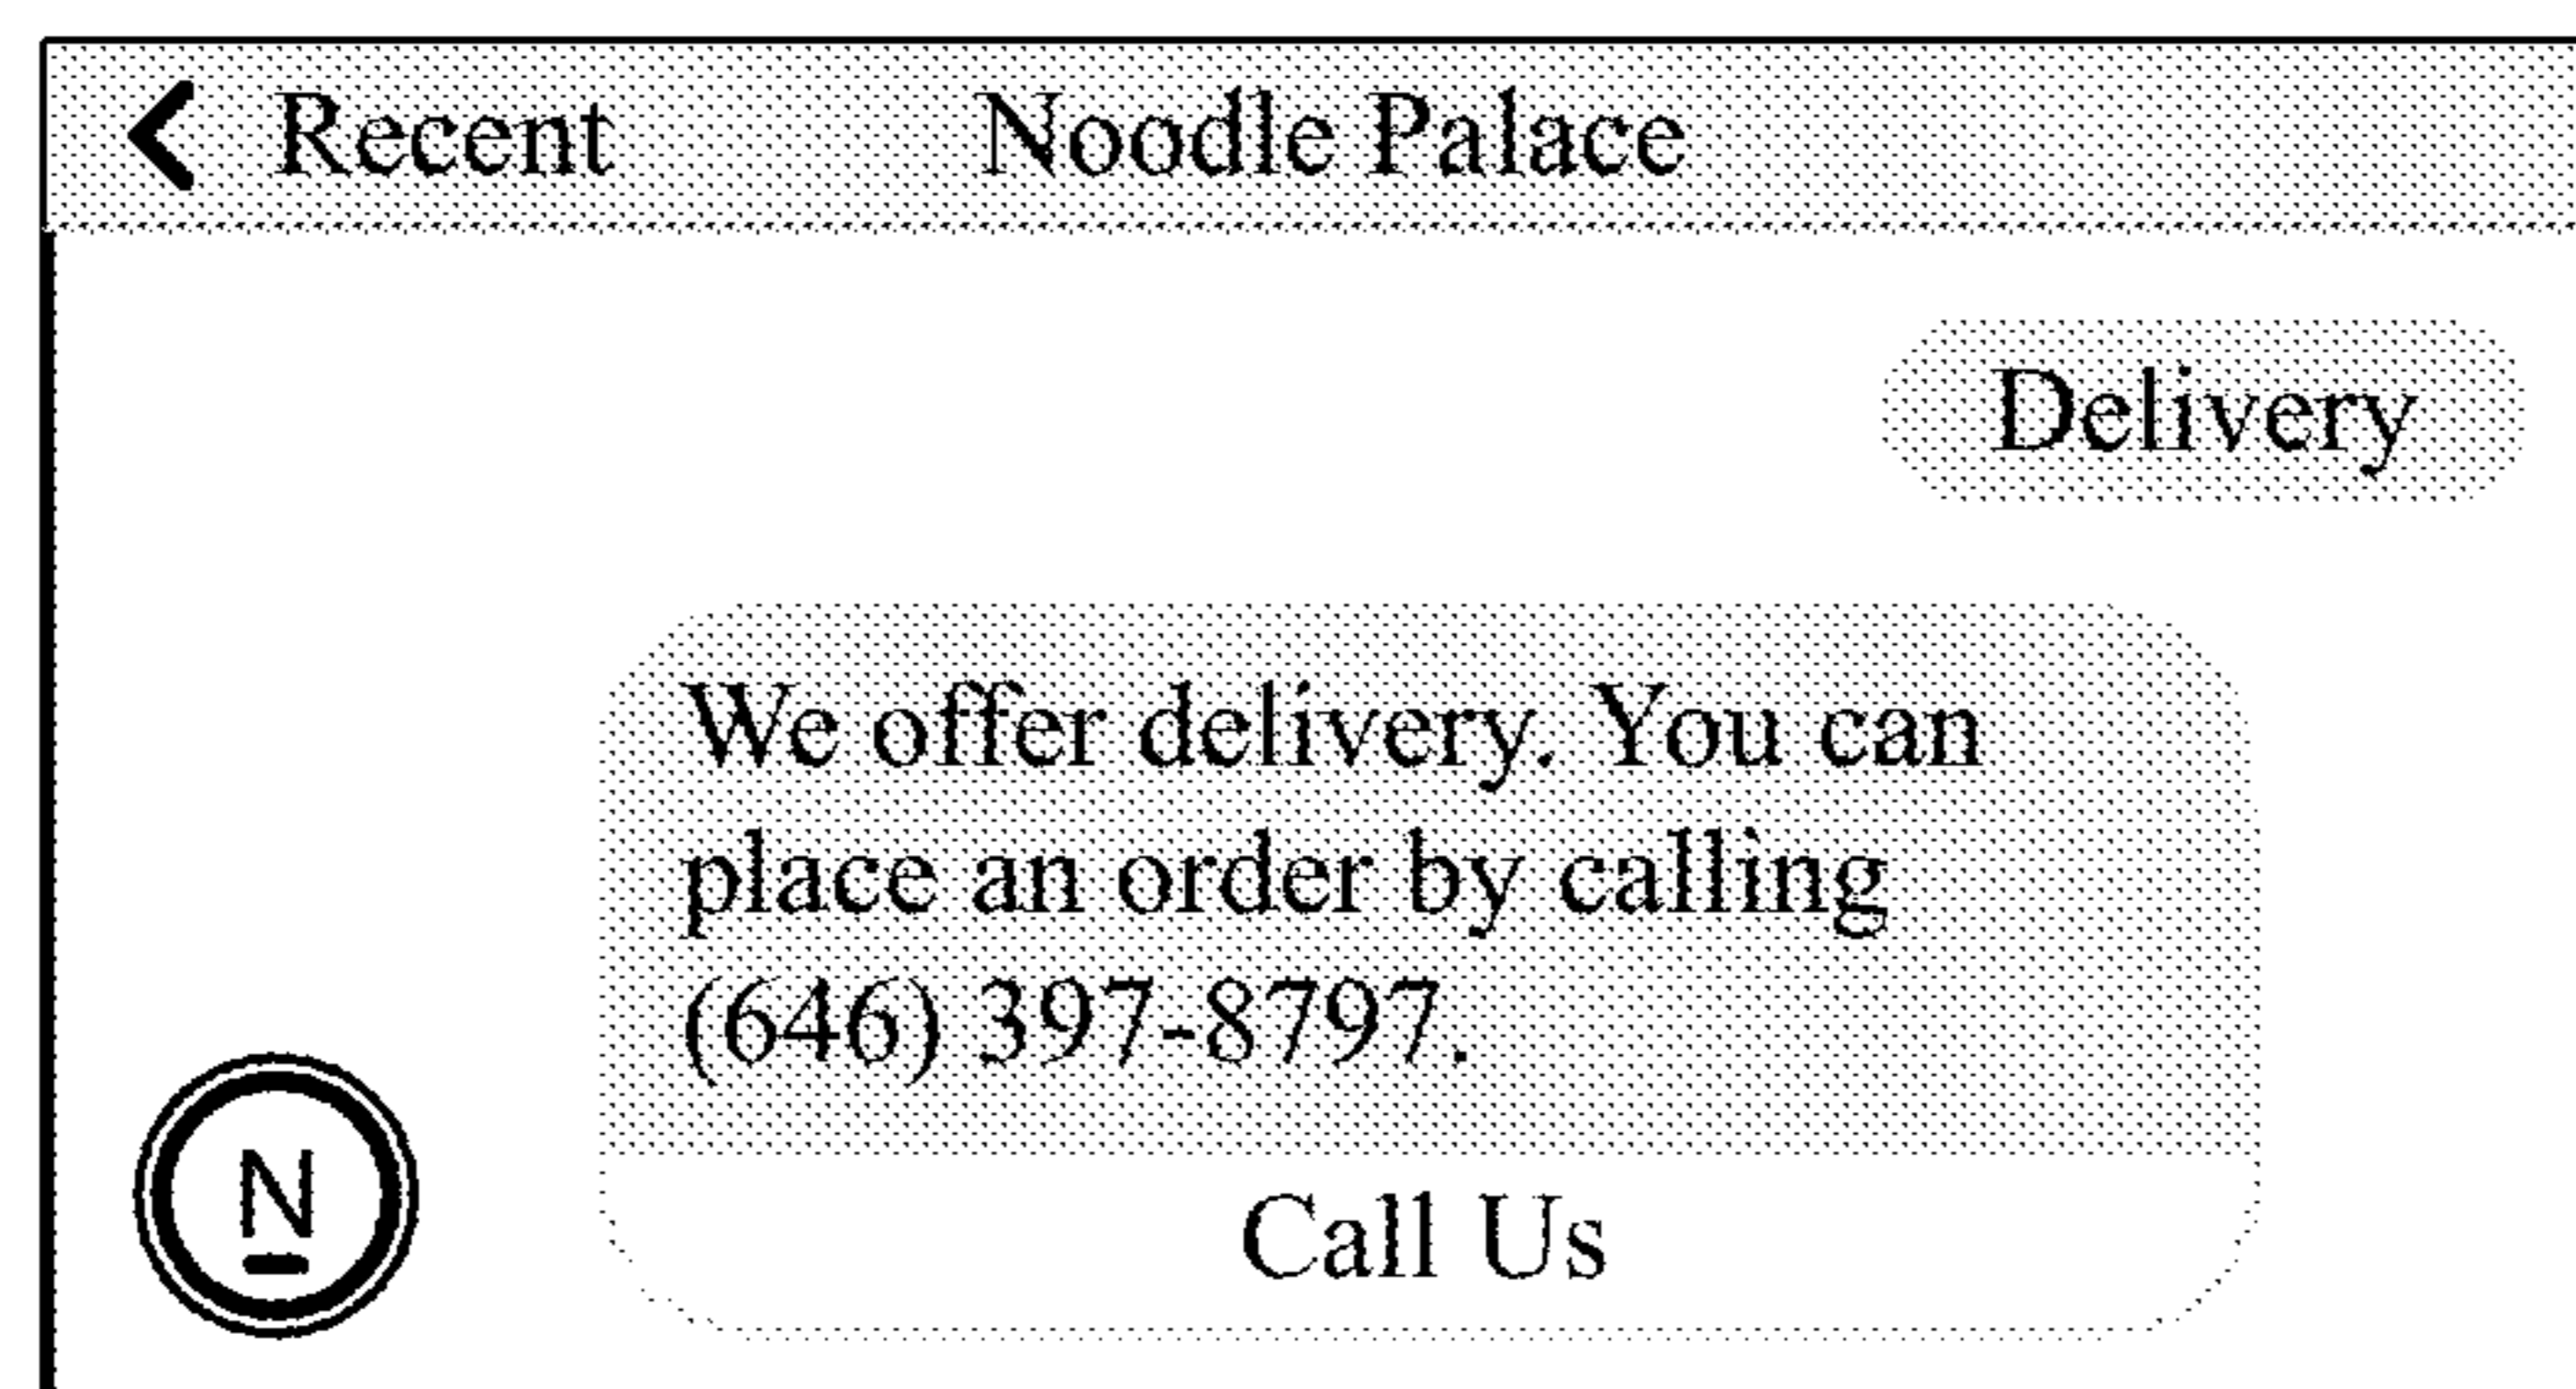 Recent Noodle Palace
Delivery
We offer delivery. You can
place an order by calling
(646) 397-8797.
N
Call Us